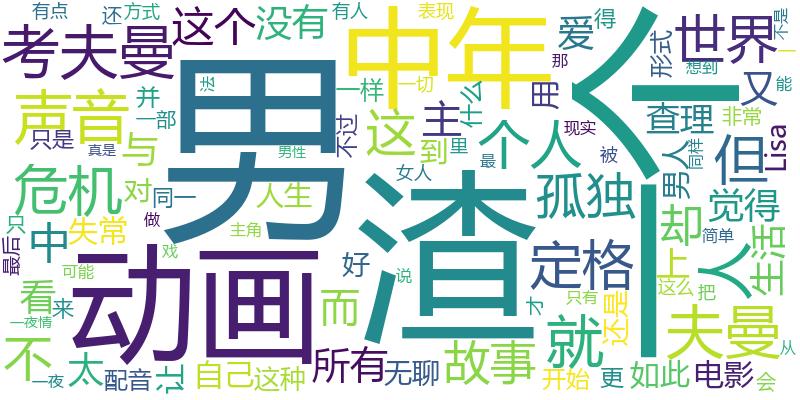 有点 还 方式 这个 没有 有人 表现 爱 得 形式 世界 不是
考夫曼 男 中年 个 想到 又 能
声音 并 一部 法 一样 一切 什么 那 用 查理 非常
只是 与 不过 这 主 到 里 个人 现实 但 Lisa
危机 对 同一 真是 男性 人生 渣 女人 最 被 孤独 男人 同样 觉得
只 中 失常 做 主角 却 人 生活
最后 动画 好 说 定格 上 简单
可能 戏 而 才 只有 还是 这么 把
看 来 就 夫曼
一夜情 不 太 让 所有 故事 从
一夜 配音 自己 这种 无聊 开始 更 如此 电影 会